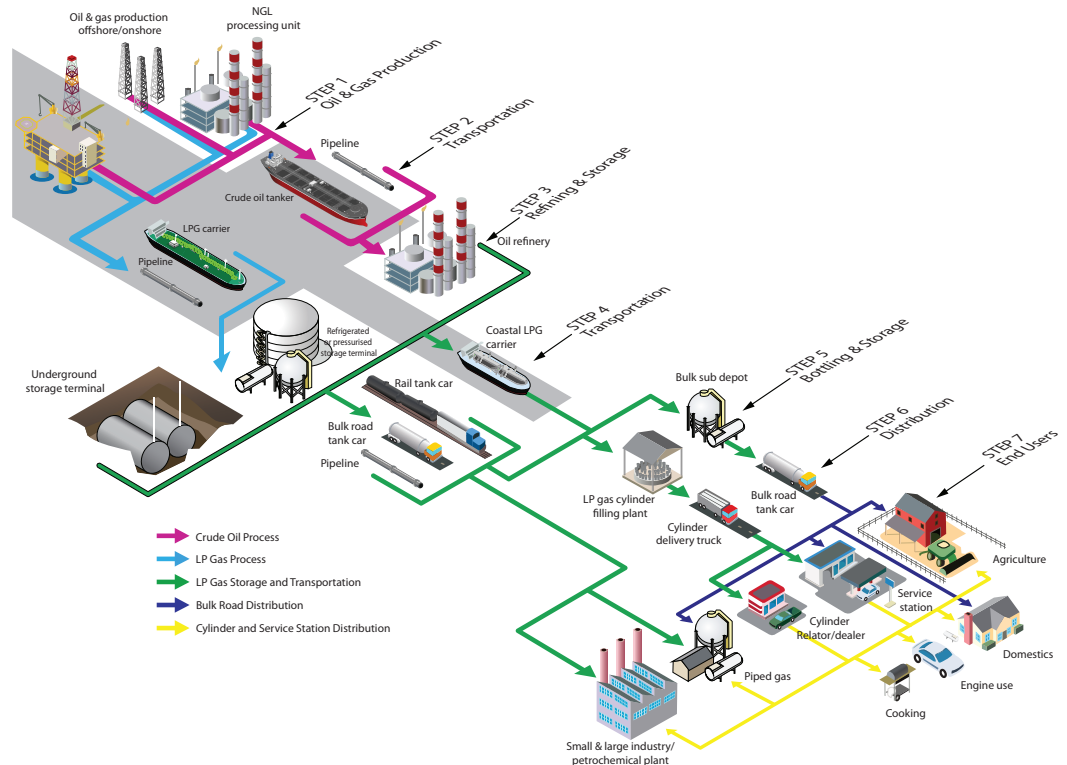 Oil & gas production
offshore/onshore
NGL
processing unit
STEP 1
Oil & Gas Production
STEP 2
Transportation
Pipeline
Crude oil tanker
STEP 3
Refining & Storage
Oil refinery
LPG carrier
Pipeline
STEP 4
Transportation
Coastal LPG
carrier
Refrigerated
or pressurised
storage terminal
Underground
storage terminal
Rail tank car
Bulk road
tank car
Pipeline
STEP 5
Bottling & Storage
Bulk sub depot
STEP 6
Distribution
STEP 7
End Users
LP gas cylinder
filling plant
Bulk road
tank car
Cylinder
delivery truck
Agriculture
Service
station
Cylinder
Relator/dealer
Domestics
Piped gas
Engine use
Cooking
Small & large industry/
petrochemical plant
Crude Oil Process
LP Gas Process
LP Gas Storage and Transportation
Bulk Road Distribution
Cylinder and Service Station Distribution